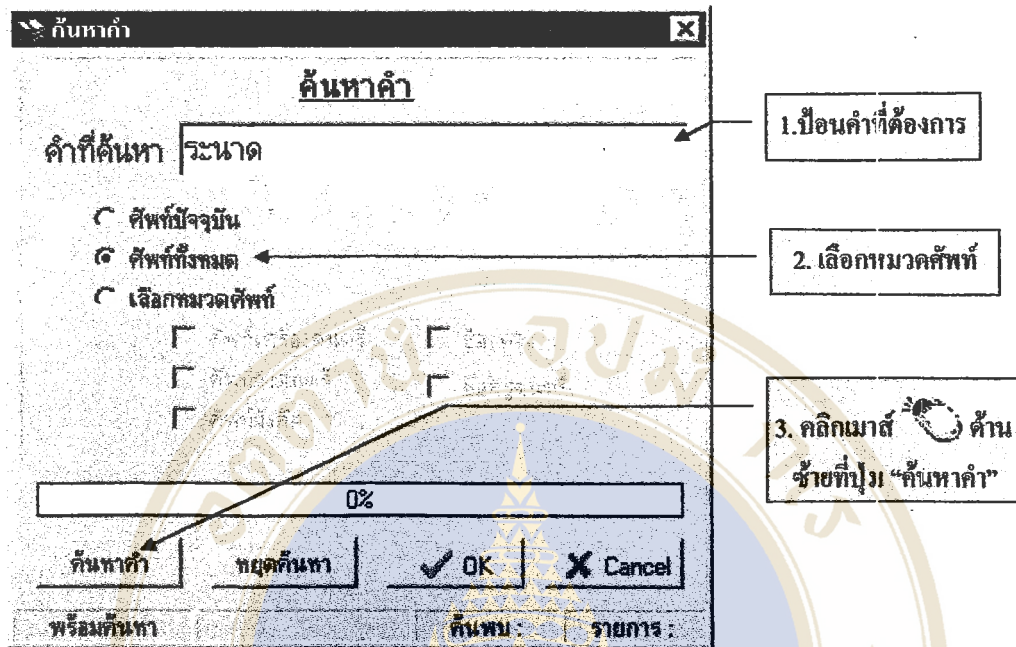 ค้นหาคำ
ค้นหาคำ
คำที่ค้นหา ระนาด
1.ป้อนคำที่ต้องการ
ศัพท์ปัจจุบัน
ศัพท์ทั้งหมด
2. เลือกหมวดศัพท์
เลือกหมวดศัพท์
3. คลิกเมาส์ ด้าน
ซ้ายที่ปุ่ม “ค้นหาคำ”
0%
ค้นหาคำ หยุดค้นหา OK Cancel
พร้อมค้นหา ค้นพบ : รายการ :